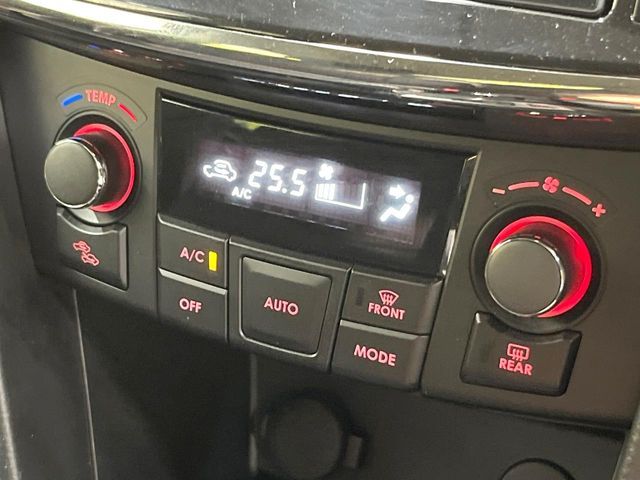 TEMP
25.5
A/C
A/C
OFF
AUTO
FRONT
MODE
REAR